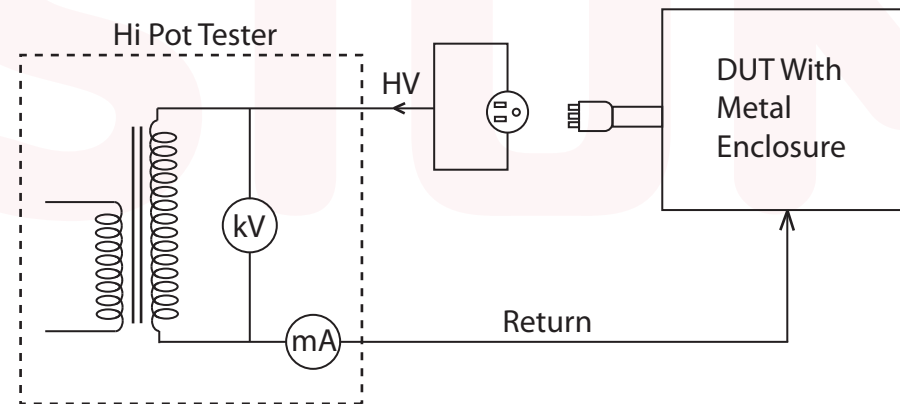 Hi Pot Tester
HV
DUT With
Metal
Enclosure
kV
mA
Return